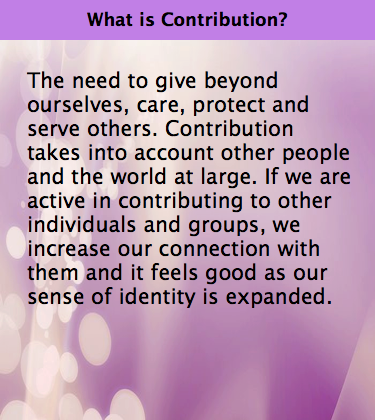 What is Contribution?
The need to give beyond
ourselves, care, protect and
serve others. Contribution
takes into account other people
and the world at large. If we are
active in contributing to other
individuals and groups, we
increase our connection with
them and it feels good as our
sense of identity is expanded.